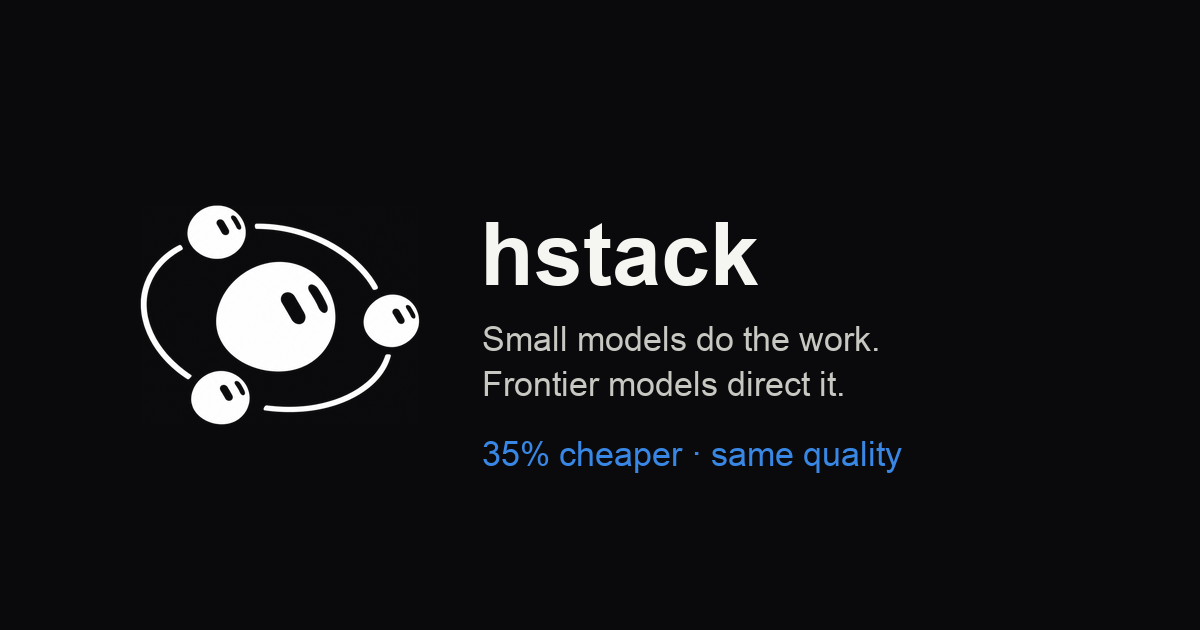 hstack
Small models do the work.
Frontier models direct it.
35% cheaper · same quality